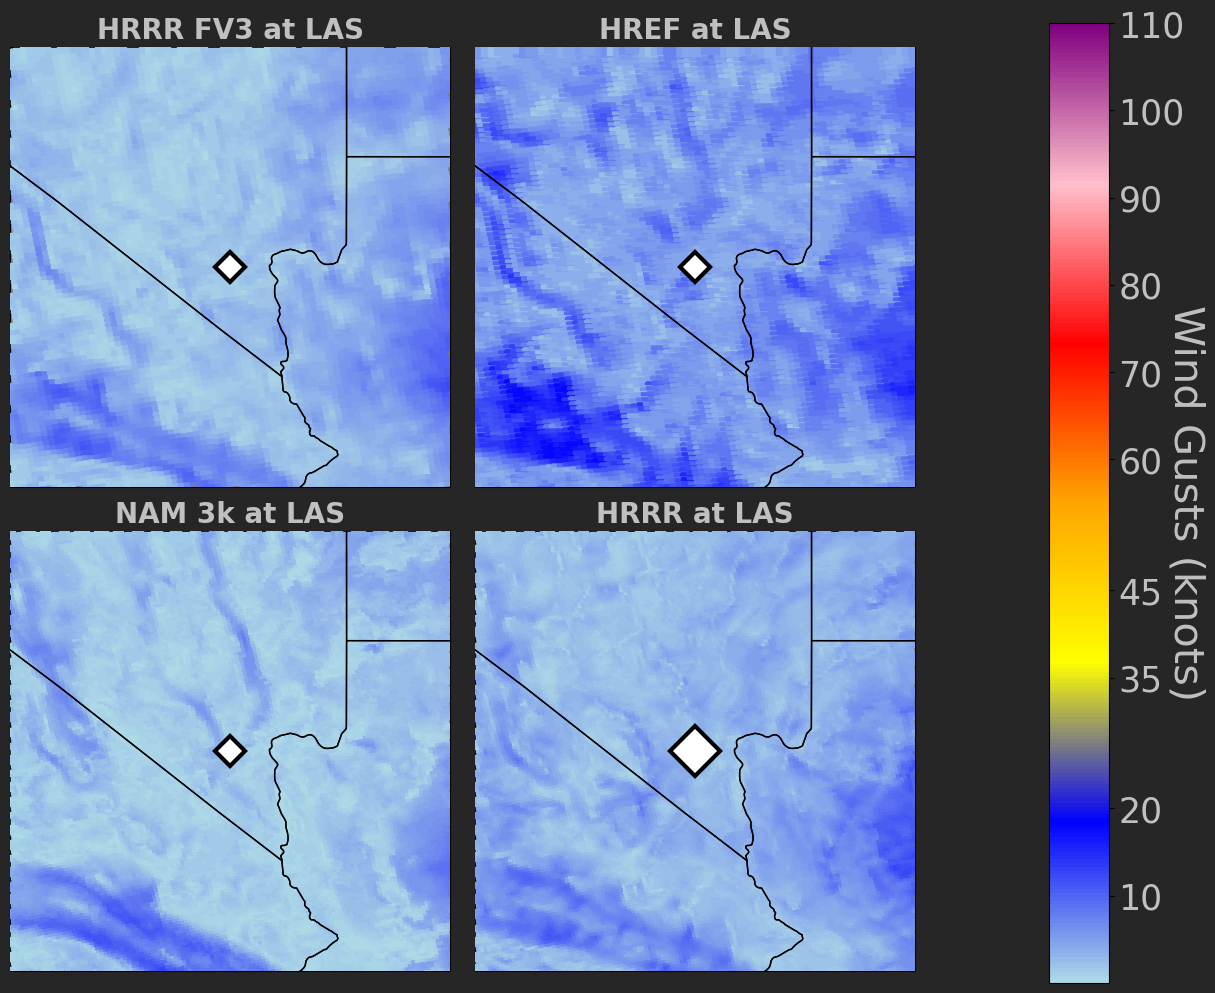 HRRR FV3 at LAS
HREF at LAS
NAM 3k at LAS
HRRR at LAS
110
100
90
80
70
60
45
35
20
10
Wind Gusts (knots)